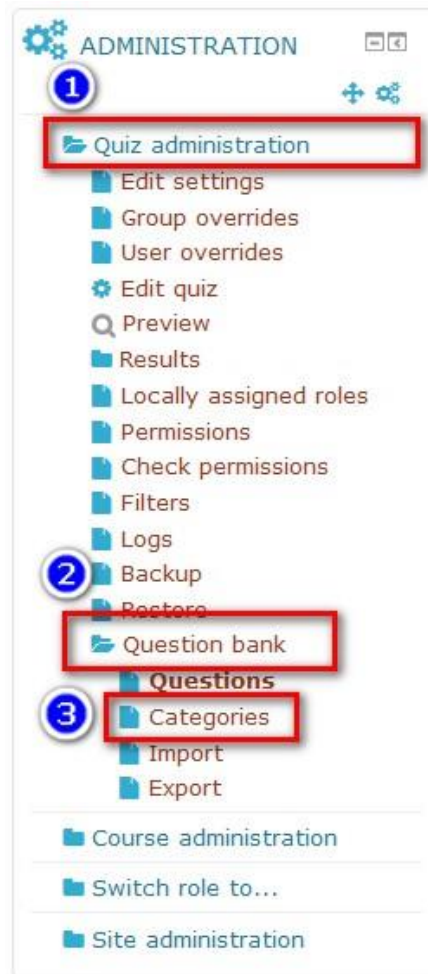 ADMINISTRATION
1
Quiz administration
Edit settings
Group overrides
User overrides
Edit quiz
Preview
Results
Locally assigned roles
Permissions
Check permissions
Filters
Logs
2
Backup
Restore
Question bank
Questions
3
Categories
Import
Export
Course administration
Switch role to...
Site administration